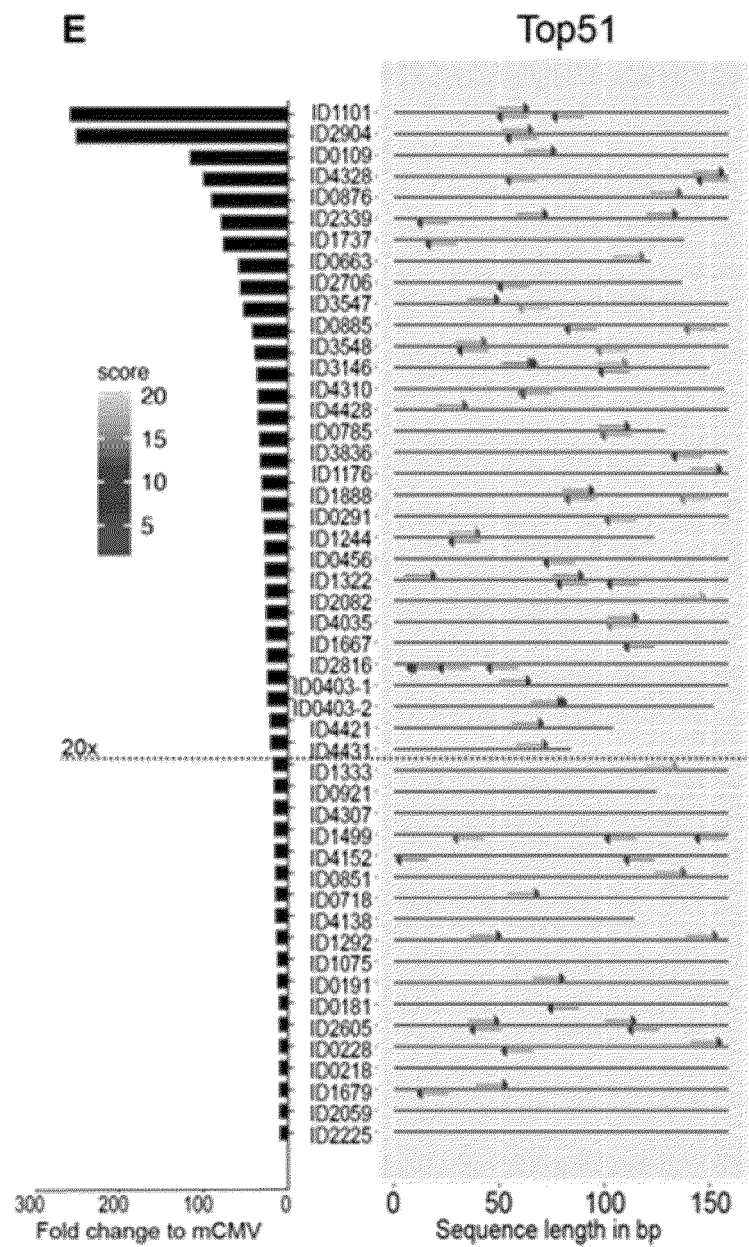 E
Top51
ID1101
ID2904
ID0109
ID4328
ID0876
ID2339
ID1737
ID0663
ID2706
ID3547
ID0885
ID3548
ID3146
ID4310
ID4428
ID0785
ID3836
ID1176
ID1888
ID0291
ID1244
ID0456
ID1322
ID2082
ID4035
ID1667
ID2816
ID0403-1
ID0403-2
ID4421
ID4431
ID1333
ID0921
ID4307
ID1499
ID4152
ID0851
ID0718
ID4138
ID1292
ID1075
ID0191
ID0181
ID2605
ID0228
ID0218
ID1679
ID2059
ID2225
score
20
15
10
5
20x
300 200 100 0
Fold change to mCMV
0 50 100 150
Sequence length in bp